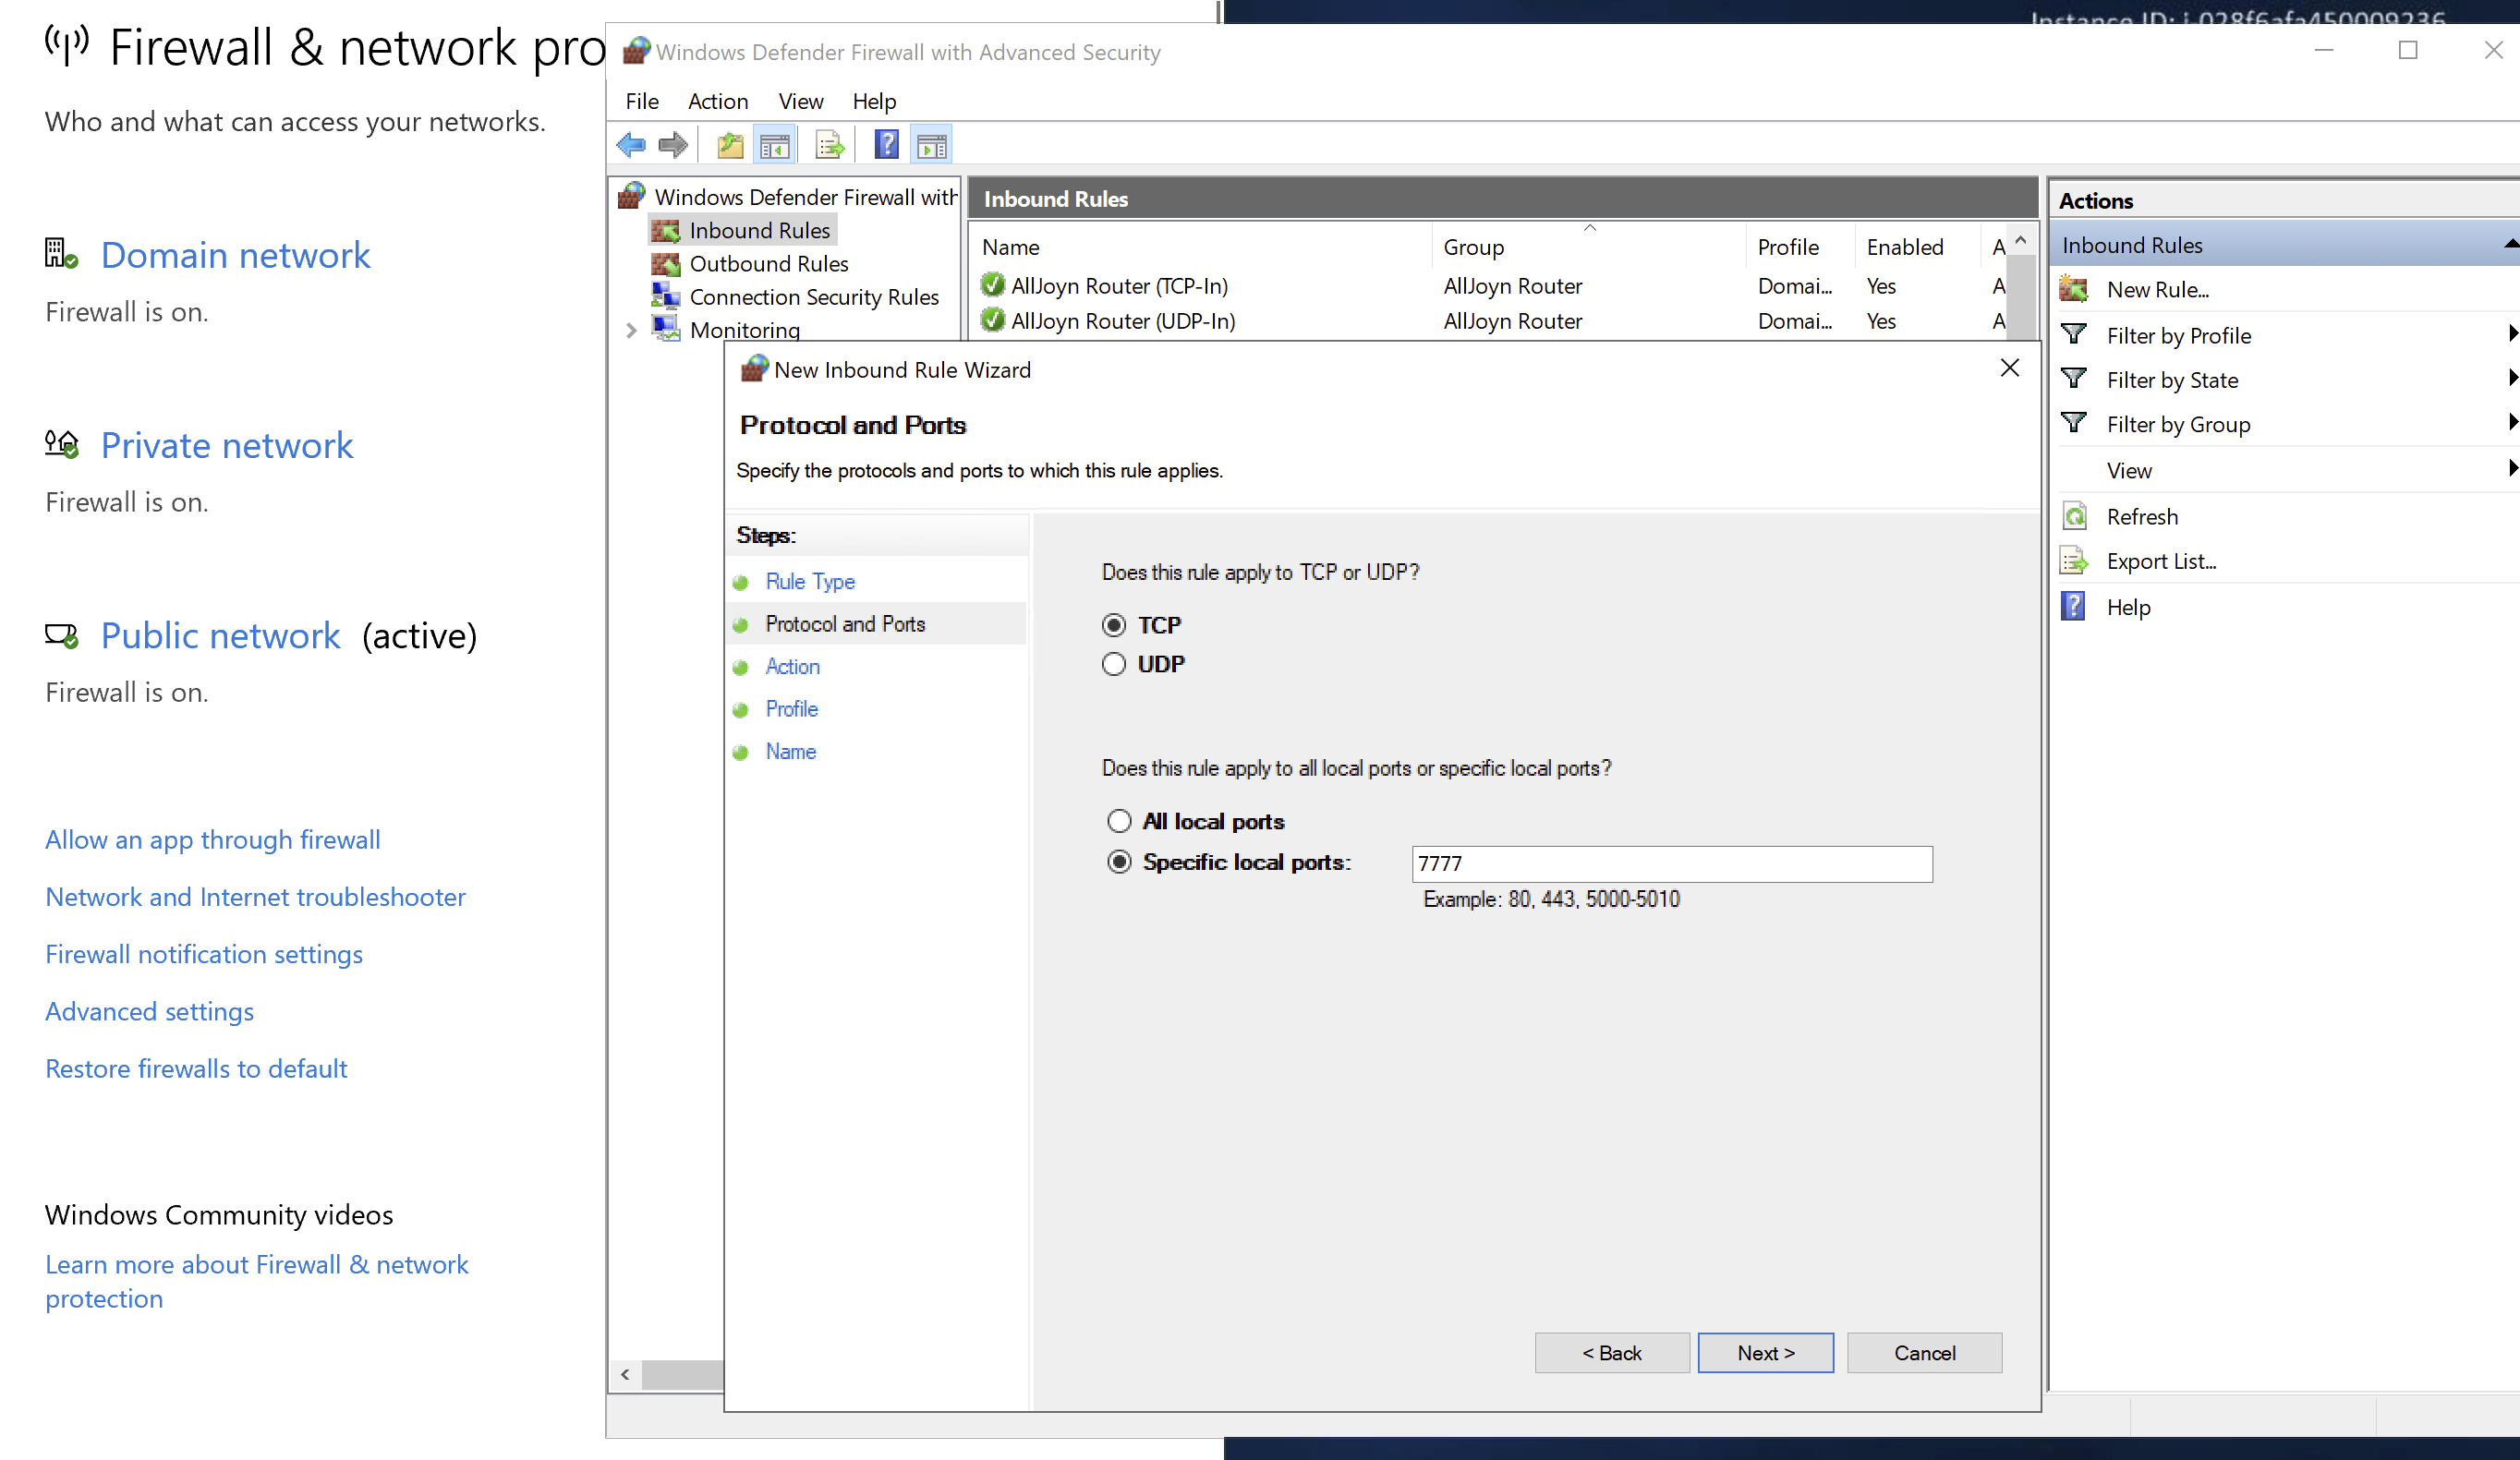 Firewall & network pro
Who and what can access your networks.
Domain network
Firewall is on.
Private network
Firewall is on.
Public network (active)
Firewall is on.
Allow an app through firewall
Network and Internet troubleshooter
Firewall notification settings
Advanced settings
Restore firewalls to default
Windows Community videos
Learn more about Firewall & network
protection
Instance ID: i-028f6afa450009236
Windows Defender Firewall with Advanced Security
File Action View Help
Windows Defender Firewall with
Inbound Rules
Outbound Rules
Connection Security Rules
Monitoring
Inbound Rules
Name Group Profile Enabled A
AllJoyn Router (TCP-In) AllJoyn Router Domai... Yes A
AllJoyn Router (UDP-In) AllJoyn Router Domai... Yes A
New Inbound Rule Wizard
Protocol and Ports
Specify the protocols and ports to which this rule applies.
Steps:
Rule Type
Protocol and Ports
Action
Profile
Name
Does this rule apply to TCP or UDP?
TCP
UDP
Does this rule apply to all local ports or specific local ports?
All local ports
Specific local ports: 7777
Example: 80, 443, 5000-5010
< Back Next > Cancel
Actions
Inbound Rules
New Rule...
Filter by Profile
Filter by State
Filter by Group
View
Refresh
Export List...
Help